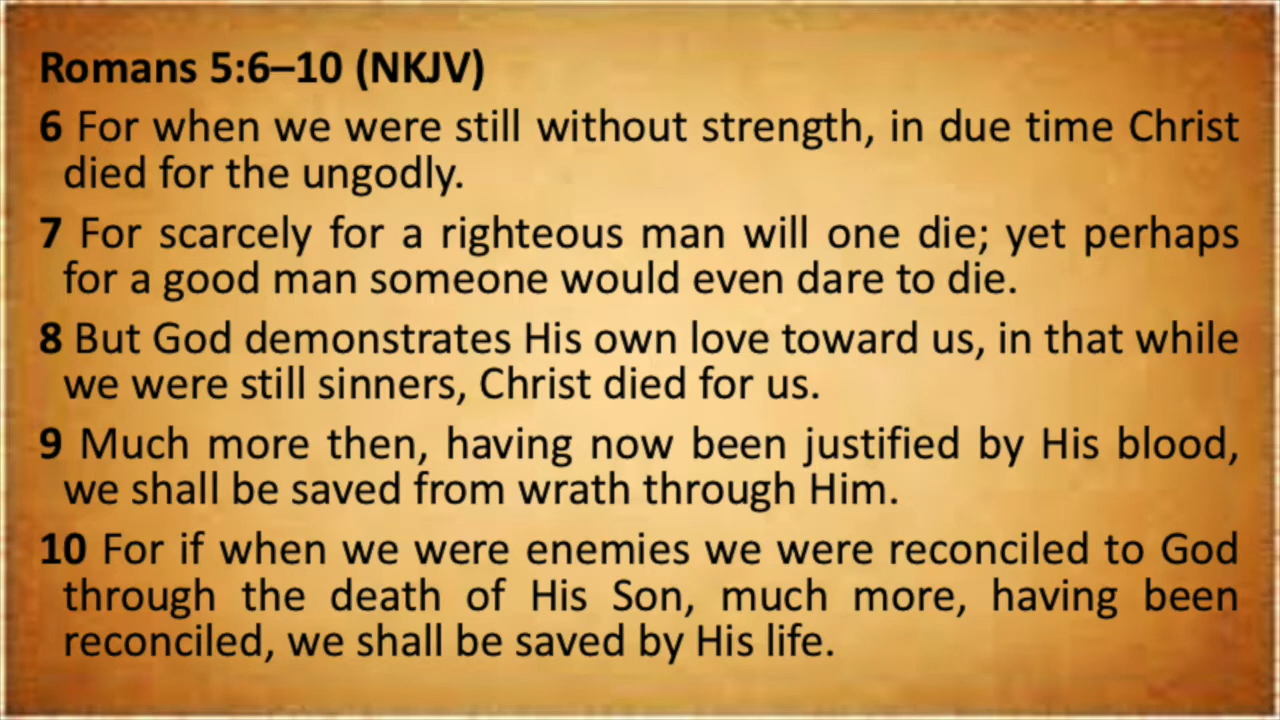 Romans 5:6–10 (NKJV)
6 For when we were still without strength, in due time Christ
died for the ungodly.
7 For scarcely for a righteous man will one die; yet perhaps
for a good man someone would even dare to die.
8 But God demonstrates His own love toward us, in that while
we were still sinners, Christ died for us.
9 Much more then, having now been justified by His blood,
we shall be saved from wrath through Him.
10 For if when we were enemies we were reconciled to God
through the death of His Son, much more, having been
reconciled, we shall be saved by His life.